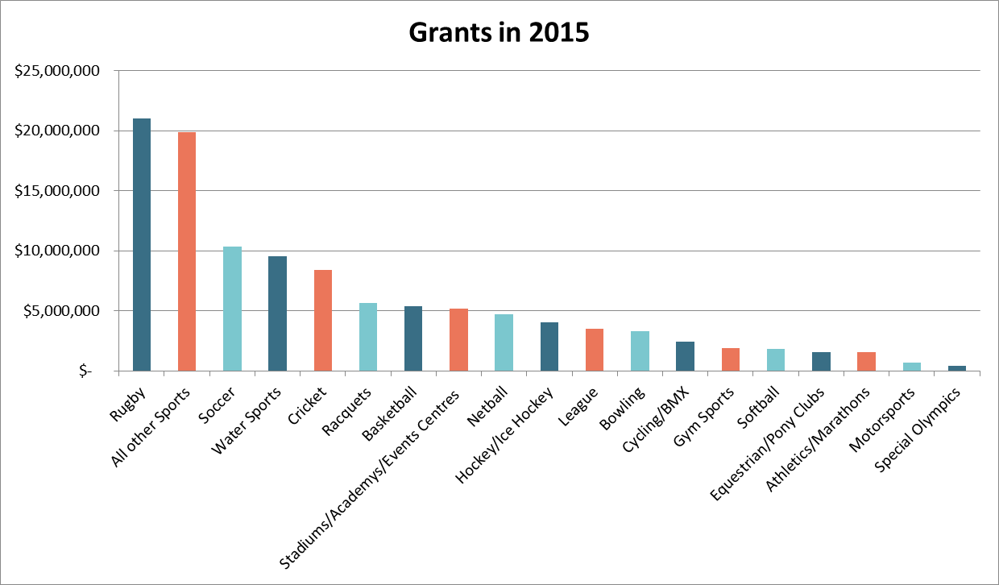 Grants in 2015
$25,000,000
$20,000,000
$15,000,000
$10,000,000
$5,000,000
$-
Rugby
All other Sports
Soccer
Water Sports
Cricket
Racquets
Basketball
Stadiums/Academys/Events Centres
Netball
Hockey/Ice Hockey
League
Bowling
Cycling/BMX
Gym Sports
Softball
Equestrian/Pony Clubs
Athletics/Marathons
Motorsports
Special Olympics